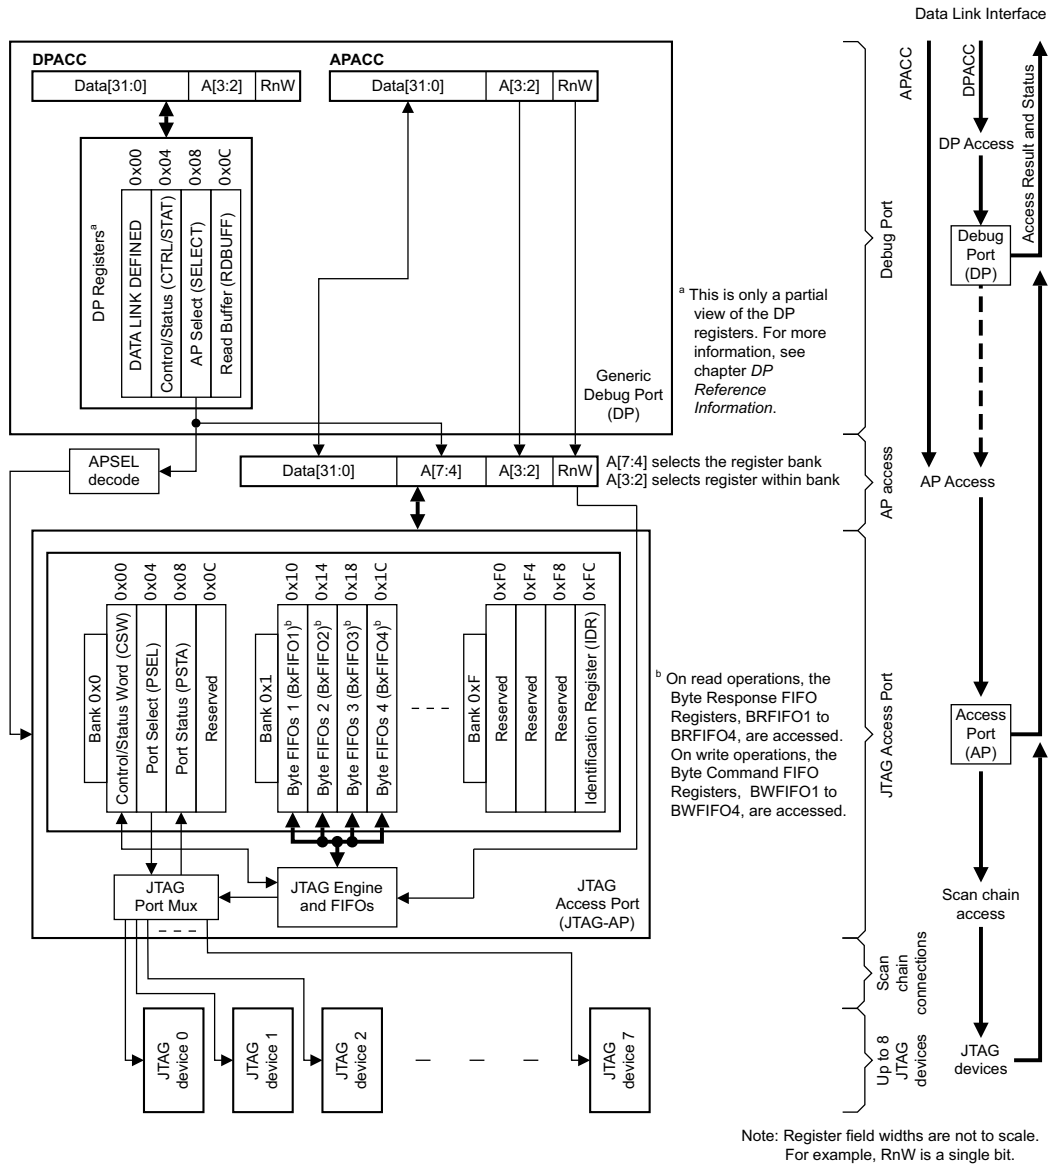 Data Link Interface
DPACC
Data[31:0] A[3:2] RnW
APACC
Data[31:0] A[3:2] RnW
0x00
0x04
0x08
0x0C
DP Registersᵃ
DATA LINK DEFINED
Control/Status (CTRL/STAT)
AP Select (SELECT)
Read Buffer (RDBUFF)
Generic
Debug Port
(DP)
ᵃ This is only a partial
view of the DP
registers. For more
information, see
chapter DP
Reference
Information.
Debug Port
APACC
DPACC
Access Result and Status
DP Access
Debug
Port
(DP)
APSEL
decode
Data[31:0] A[7:4] A[3:2] RnW
A[7:4] selects the register bank
A[3:2] selects register within bank
AP access
AP Access
Bank 0x0
0x00
0x04
0x08
0x0C
Control/Status Word (CSW)
Port Select (PSEL)
Port Status (PSTA)
Reserved
Bank 0x1
0x10
0x14
0x18
0x1C
Byte FIFOs 1 (BxFIFO1)ᵇ
Byte FIFOs 2 (BxFIFO2)ᵇ
Byte FIFOs 3 (BxFIFO3)ᵇ
Byte FIFOs 4 (BxFIFO4)ᵇ
Bank 0xF
0xF0
0xF4
0xF8
0xFC
Reserved
Reserved
Reserved
Identification Register (IDR)
ᵇ On read operations, the
Byte Response FIFO
Registers, BRFIFO1 to
BRFIFO4, are accessed.
On write operations, the
Byte Command FIFO
Registers, BWFIFO1 to
BWFIFO4, are accessed.
JTAG Access Port
Access
Port
(AP)
JTAG
Port Mux
JTAG Engine
and FIFOs
JTAG
Access Port
(JTAG-AP)
Scan chain
access
Scan
chain
connections
JTAG
device 0
JTAG
device 1
JTAG
device 2
JTAG
device 7
Up to 8
JTAG
devices
JTAG
devices
Note: Register field widths are not to scale.
For example, RnW is a single bit.